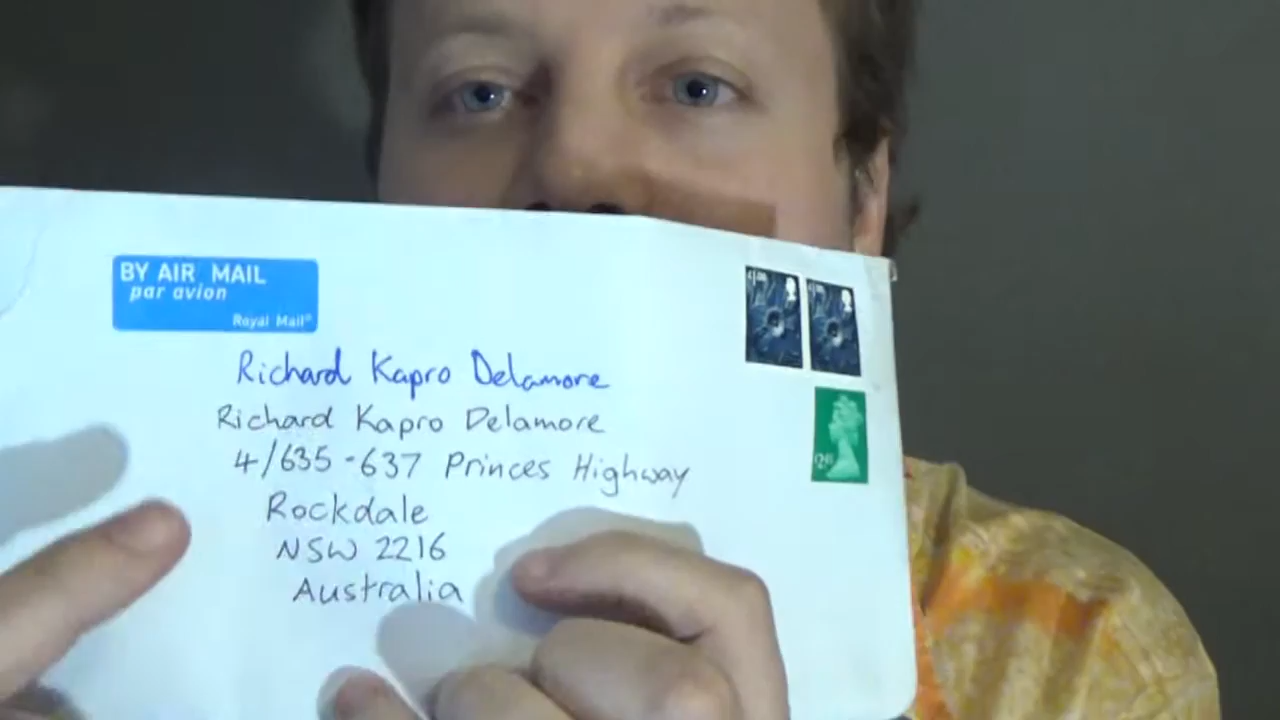 BY AIR MAIL
par avion
Royal Mail®
Richard Kapro Delamore
Richard Kapro Delamore
4/635-637 Princes Highway
Rockdale
NSW 2216
Australia